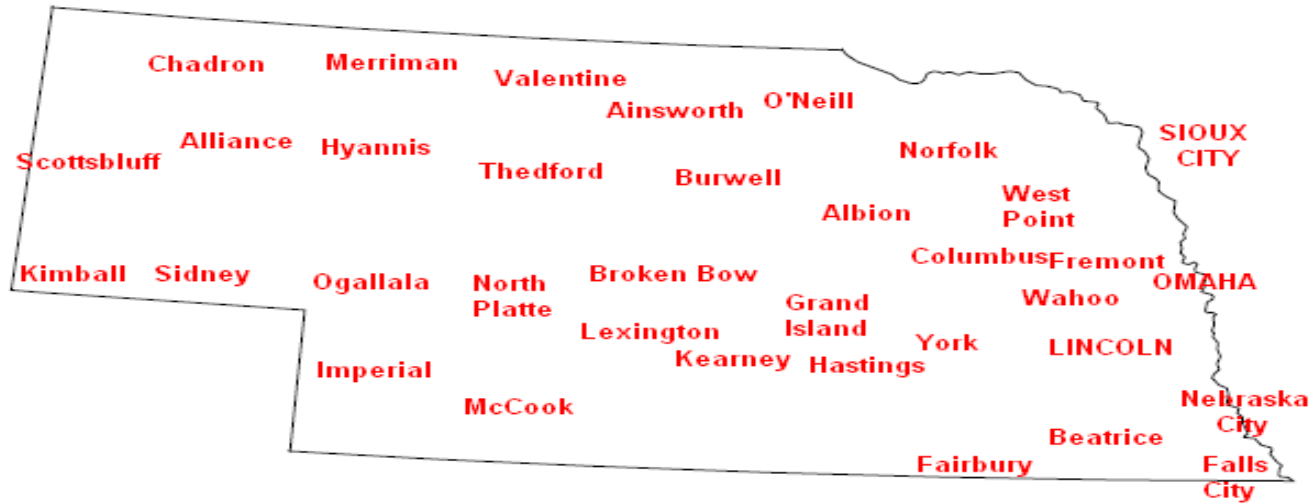 Chadron
Merriman
Valentine
Ainsworth
O'Neill
SIOUX
CITY
Scottsbluff
Alliance
Hyannis
Thedford
Burwell
Norfolk
West
Point
Albion
Kimball
Sidney
Ogallala
North
Platte
Broken Bow
Columbus
Fremont
OMAHA
Wahoo
Grand
Island
Lexington
Kearney
Hastings
York
LINCOLN
Imperial
McCook
Nebraska
City
Beatrice
Fairbury
Falls
City